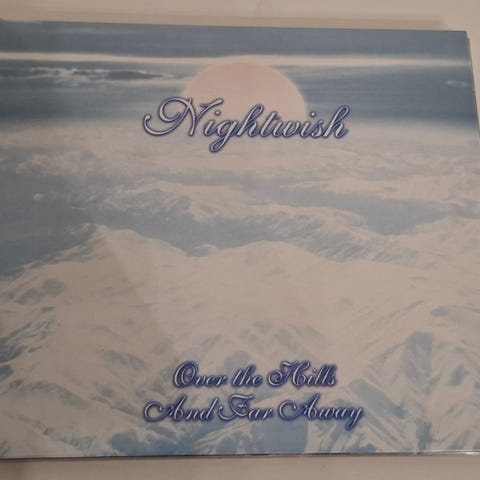 Nightwish
Over the Hills
And Far Away